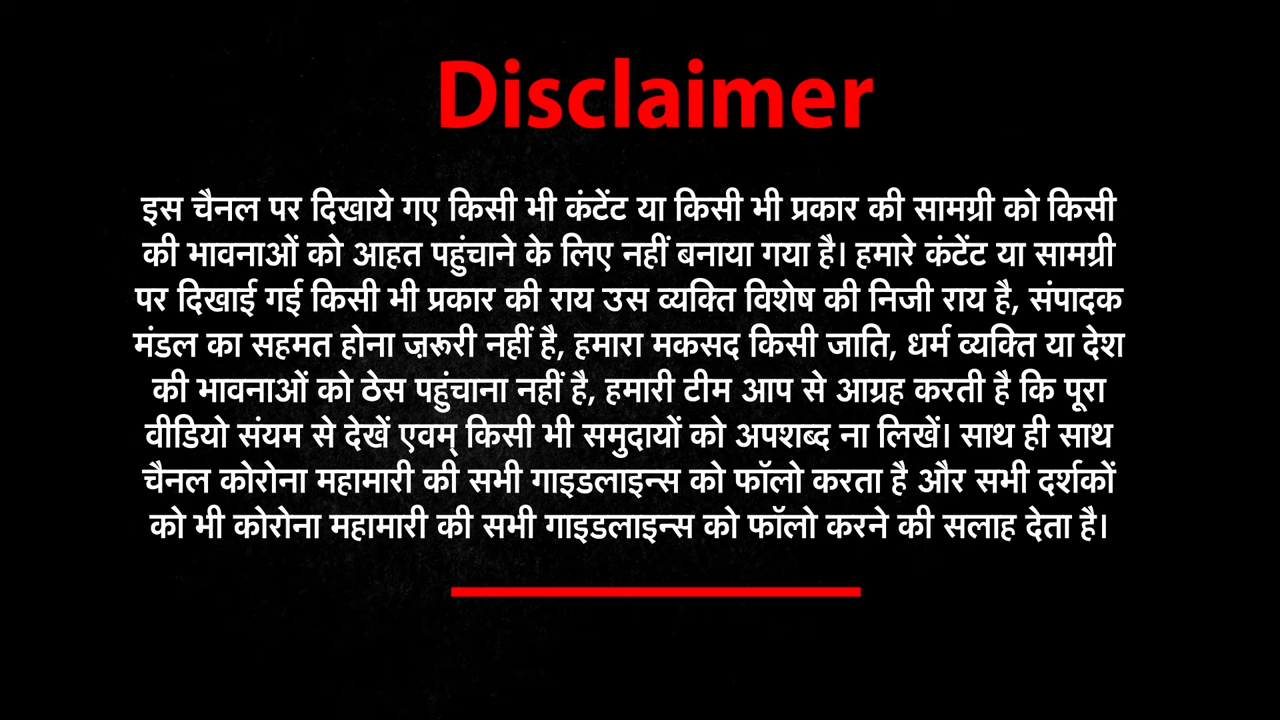 Disclaimer
इस चैनल पर दिखाये गए किसी भी कंटेंट या किसी भी प्रकार की सामग्री को किसी
की भावनाओं को आहत पहुंचाने के लिए नहीं बनाया गया है। हमारे कंटेंट या सामग्री
पर दिखाई गई किसी भी प्रकार की राय उस व्यक्ति विशेष की निजी राय है, संपादक
मंडल का सहमत होना ज़रूरी नहीं है, हमारा मकसद किसी जाति, धर्म व्यक्ति या देश
की भावनाओं को ठेस पहुंचाना नहीं है, हमारी टीम आप से आग्रह करती है कि पूरा
वीडियो संयम से देखें एवम् किसी भी समुदायों को अपशब्द ना लिखें। साथ ही साथ
चैनल कोरोना महामारी की सभी गाइडलाइन्स को फॉलो करता है और सभी दर्शकों
को भी कोरोना महामारी की सभी गाइडलाइन्स को फॉलो करने की सलाह देता है।